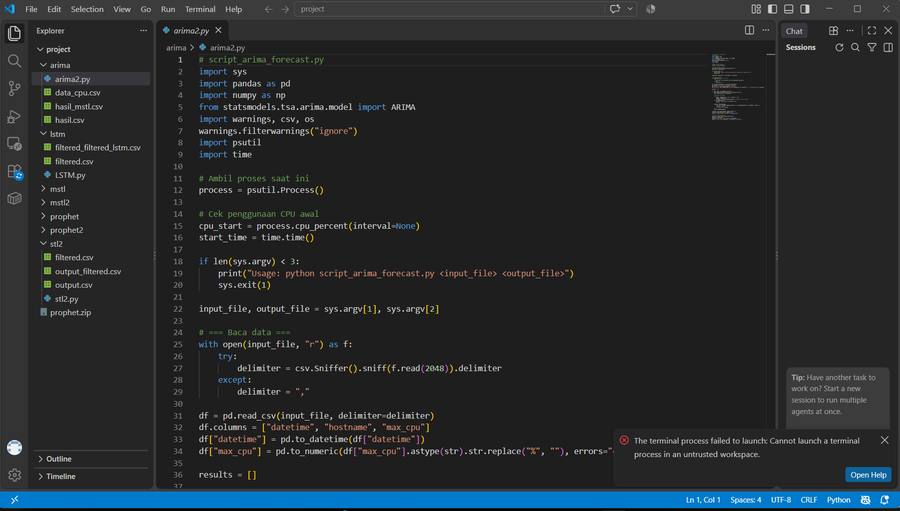 File Edit Selection View Go Run Terminal Help
project
Explorer
project
arima
arima2.py
data_cpu.csv
hasil_mstl.csv
hasil.csv
lstm
filtered_filtered_lstm.csv
filtered.csv
LSTM.py
mstl
mstl2
prophet
prophet2
stl2
filtered.csv
output_filtered.csv
output.csv
stl2.py
prophet.zip
Outline
Timeline
arima2.py
arima > arima2.py
1 # script_arima_forecast.py
2 import sys
3 import pandas as pd
4 import numpy as np
5 from statsmodels.tsa.arima.model import ARIMA
6 import warnings, csv, os
7 warnings.filterwarnings("ignore")
8 import psutil
9 import time
10
11 # Ambil proses saat ini
12 process = psutil.Process()
13
14 # Cek penggunaan CPU awal
15 cpu_start = process.cpu_percent(interval=None)
16 start_time = time.time()
17
18 if len(sys.argv) < 3:
19 print("Usage: python script_arima_forecast.py <input_file> <output_file>")
20 sys.exit(1)
21
22 input_file, output_file = sys.argv[1], sys.argv[2]
23
24 # === Baca data ===
25 with open(input_file, "r") as f:
26 try:
27 delimiter = csv.Sniffer().sniff(f.read(2048)).delimiter
28 except:
29 delimiter = ","
30
31 df = pd.read_csv(input_file, delimiter=delimiter)
32 df.columns = ["datetime", "hostname", "max_cpu"]
33 df["datetime"] = pd.to_datetime(df["datetime"])
34 df["max_cpu"] = pd.to_numeric(df["max_cpu"].astype(str).str.replace("%", ""), errors="
35
36 results = []
37
Chat
Sessions
Tip: Have another task to
work on? Start a new
session to run multiple
agents at once.
The terminal process failed to launch: Cannot launch a terminal
process in an untrusted workspace.
Open Help
Ln 1, Col 1 Spaces: 4 UTF-8 CRLF Python